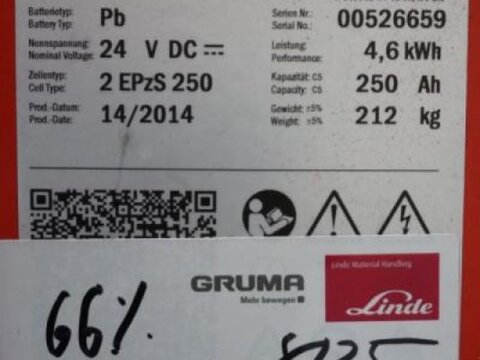 Batterietyp: Pb Serien Nr.: 00526659
Battery Type: Serial No.:
Nennspannung: 24 V DC Leistung: 4,6 kWh
Nominal Voltage: Performance:
Zellentyp: 2 EPzS 250 Kapazität: C5 250 Ah
Cell Type: Capacity: C5
Prod.-Datum: 14/2014 Gewicht: ±5% 212 kg
Prod.-Date: Weight: ±5%
Linde Material Handling
GRUMA
Mehr bewegen
Linde
66%